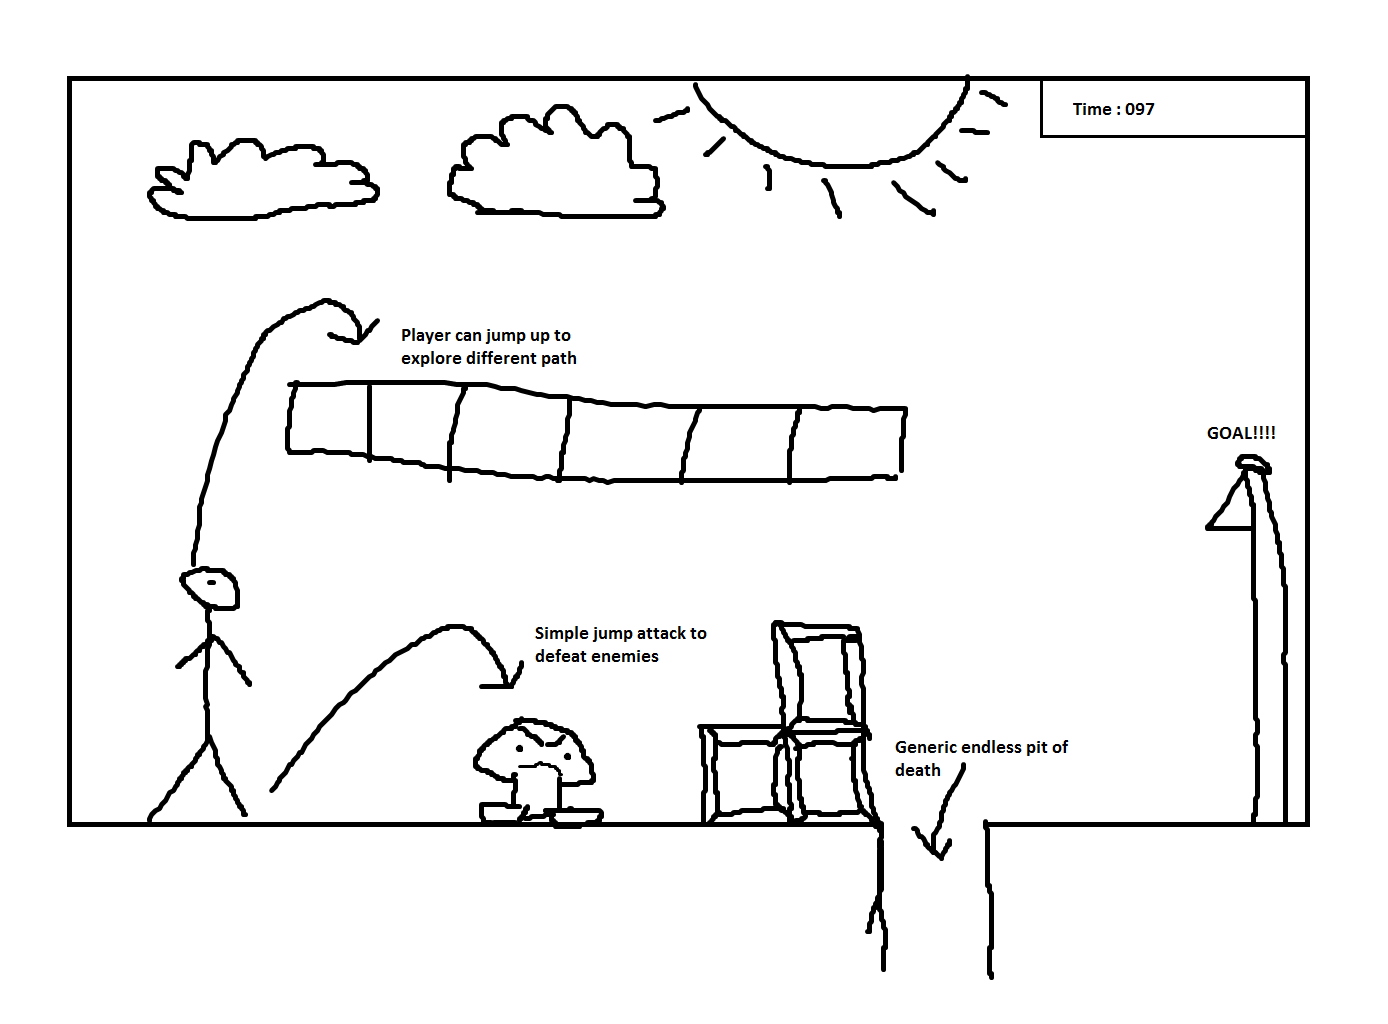 Time : 097
Player can jump up to
explore different path
GOAL!!!!
Simple jump attack to
defeat enemies
Generic endless pit of
death